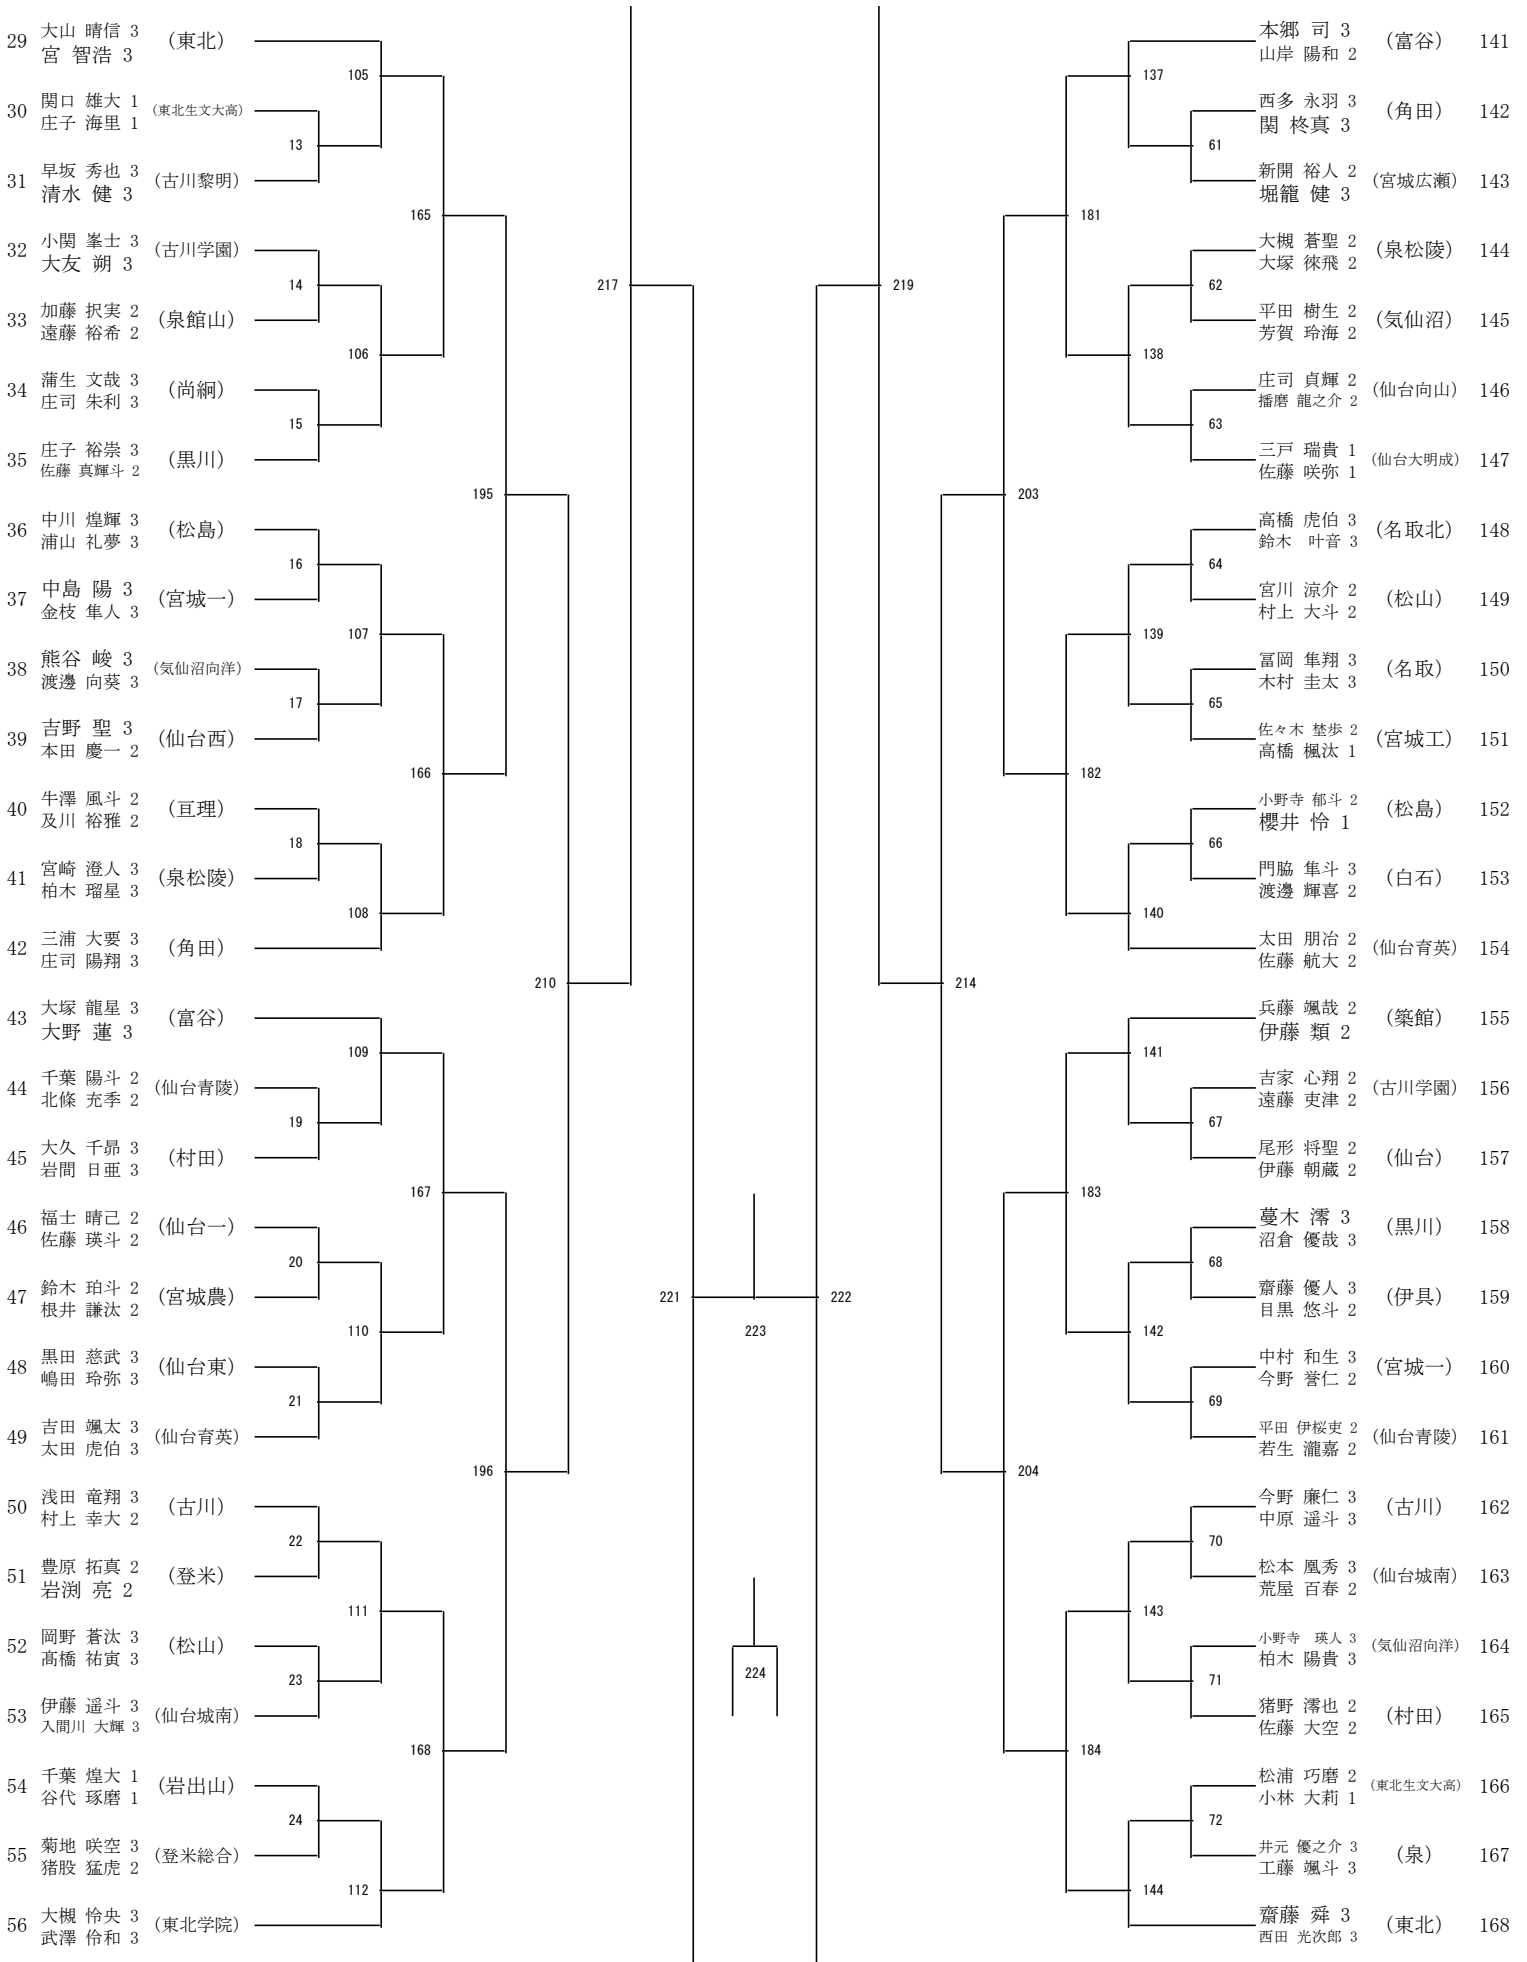 29 大山 晴信 3 (東北)
宮 智浩 3
105
30 関口 雄大 1 (東北生文大高)
庄子 海里 1
13
31 早坂 秀也 3 (古川黎明)
清水 健 3
165
32 小関 峯士 3 (古川学園)
大友 朔 3
14
33 加藤 択実 2 (泉館山)
遠藤 裕希 2
106
34 蒲生 文哉 3 (尚絅)
庄司 朱利 3
15
35 庄子 裕崇 3 (黒川)
佐藤 真輝斗 2
195
36 中川 煌輝 3 (松島)
浦山 礼夢 3
16
37 中島 陽 3 (宮城一)
金枝 隼人 3
107
38 熊谷 峻 3 (気仙沼向洋)
渡邊 向葵 3
17
39 吉野 聖 3 (仙台西)
本田 慶一 2
166
40 牛澤 風斗 2 (亘理)
及川 裕雅 2
18
41 宮崎 澄人 3 (泉松陵)
柏木 瑠星 3
108
42 三浦 大要 3 (角田)
庄司 陽翔 3
210
43 大塚 龍星 3 (富谷)
大野 蓮 3
109
44 千葉 陽斗 2 (仙台青陵)
北條 充季 2
19
45 大久 千昴 3 (村田)
岩間 日亜 3
167
46 福士 晴己 2 (仙台一)
佐藤 瑛斗 2
20
47 鈴木 珀斗 2 (宮城農)
根井 謙汰 2
110
48 黒田 慈武 3 (仙台東)
嶋田 玲弥 3
21
49 吉田 颯太 3 (仙台育英)
太田 虎伯 3
196
50 浅田 竜翔 3 (古川)
村上 幸大 2
22
51 豊原 拓真 2 (登米)
岩渕 亮 2
111
52 岡野 蒼汰 3 (松山)
髙橋 祐寅 3
23
53 伊藤 遥斗 3 (仙台城南)
入間川 大輝 3
168
54 千葉 煌大 1 (岩出山)
谷代 琢磨 1
24
55 菊地 咲空 3 (登米総合)
猪股 猛虎 2
112
56 大槻 怜央 3 (東北学院)
武澤 伶和 3
217
219
221
222
223
224
本郷 司 3 (富谷) 141
山岸 陽和 2
137
西多 永羽 3 (角田) 142
関 柊真 3
61
新開 裕人 2 (宮城広瀬) 143
堀籠 健 3
181
大槻 蒼聖 2 (泉松陵) 144
大塚 徠飛 2
62
平田 樹生 2 (気仙沼) 145
芳賀 玲海 2
138
庄司 貞輝 2 (仙台向山) 146
播磨 龍之介 2
63
三戸 瑞貴 1 (仙台大明成) 147
佐藤 咲弥 1
203
高橋 虎伯 3 (名取北) 148
鈴木 叶音 3
64
宮川 涼介 2 (松山) 149
村上 大斗 2
139
冨岡 隼翔 3 (名取) 150
木村 圭太 3
65
佐々木 埜歩 2 (宮城工) 151
高橋 楓汰 1
182
小野寺 郁斗 2 (松島) 152
櫻井 怜 1
66
門脇 隼斗 3 (白石) 153
渡邊 輝喜 2
140
太田 朋冶 2 (仙台育英) 154
佐藤 航大 2
214
兵藤 颯哉 2 (築館) 155
伊藤 類 2
141
吉家 心翔 2 (古川学園) 156
遠藤 吏津 2
67
尾形 将聖 2 (仙台) 157
伊藤 朝蔵 2
183
蔓木 澪 3 (黒川) 158
沼倉 優哉 3
68
齋藤 優人 3 (伊具) 159
目黒 悠斗 2
142
中村 和生 3 (宮城一) 160
今野 誉仁 2
69
平田 伊桜吏 2 (仙台青陵) 161
若生 瀧嘉 2
204
今野 廉仁 3 (古川) 162
中原 遥斗 3
70
松本 凰秀 3 (仙台城南) 163
荒屋 百春 2
143
小野寺 瑛人 3 (気仙沼向洋) 164
柏木 陽貴 3
71
猪野 澪也 2 (村田) 165
佐藤 大空 2
184
松浦 巧磨 2 (東北生文大高) 166
小林 大莉 1
72
井元 優之介 3 (泉) 167
工藤 颯斗 3
144
齋藤 舜 3 (東北) 168
西田 光次郎 3